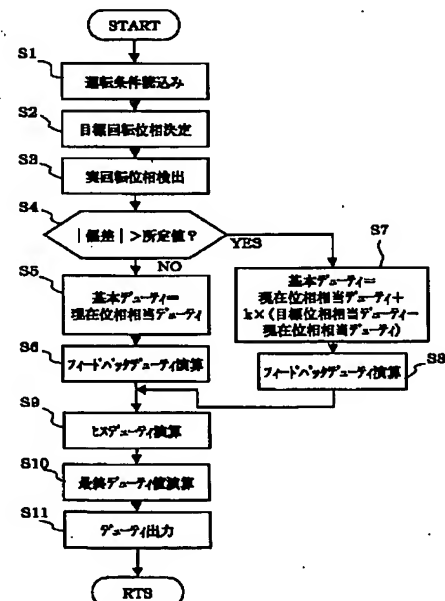 START
S1
運転条件読込み
S2
目標回転位相決定
S3
実回転位相検出
S4
|偏差|>所定値?
YES
NO
S5
基本デューティ=
現在位相相当デューティ
S7
基本デューティ=
現在位相相当デューティ+
k×(目標位相相当デューティ-
現在位相相当デューティ)
S6
フィードバックデューティ演算
S8
フィードバックデューティ演算
S9
ヒスデューティ演算
S10
最終デューティ値演算
S11
デューティ出力
RTS